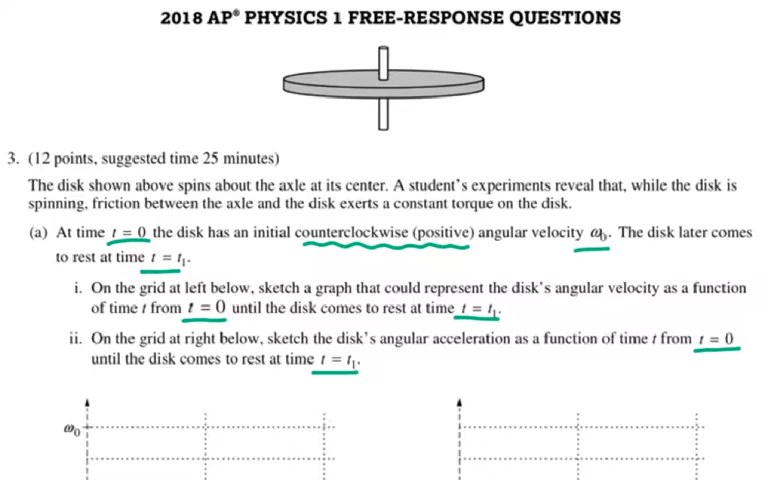 2018 AP® PHYSICS 1 FREE-RESPONSE QUESTIONS
3. (12 points, suggested time 25 minutes)
The disk shown above spins about the axle at its center. A student's experiments reveal that, while the disk is
spinning, friction between the axle and the disk exerts a constant torque on the disk.
(a) At time t = 0 the disk has an initial counterclockwise (positive) angular velocity ω₀. The disk later comes
to rest at time t = t₁.
i. On the grid at left below, sketch a graph that could represent the disk's angular velocity as a function
of time t from t = 0 until the disk comes to rest at time t = t₁.
ii. On the grid at right below, sketch the disk's angular acceleration as a function of time t from t = 0
until the disk comes to rest at time t = t₁.
ω₀